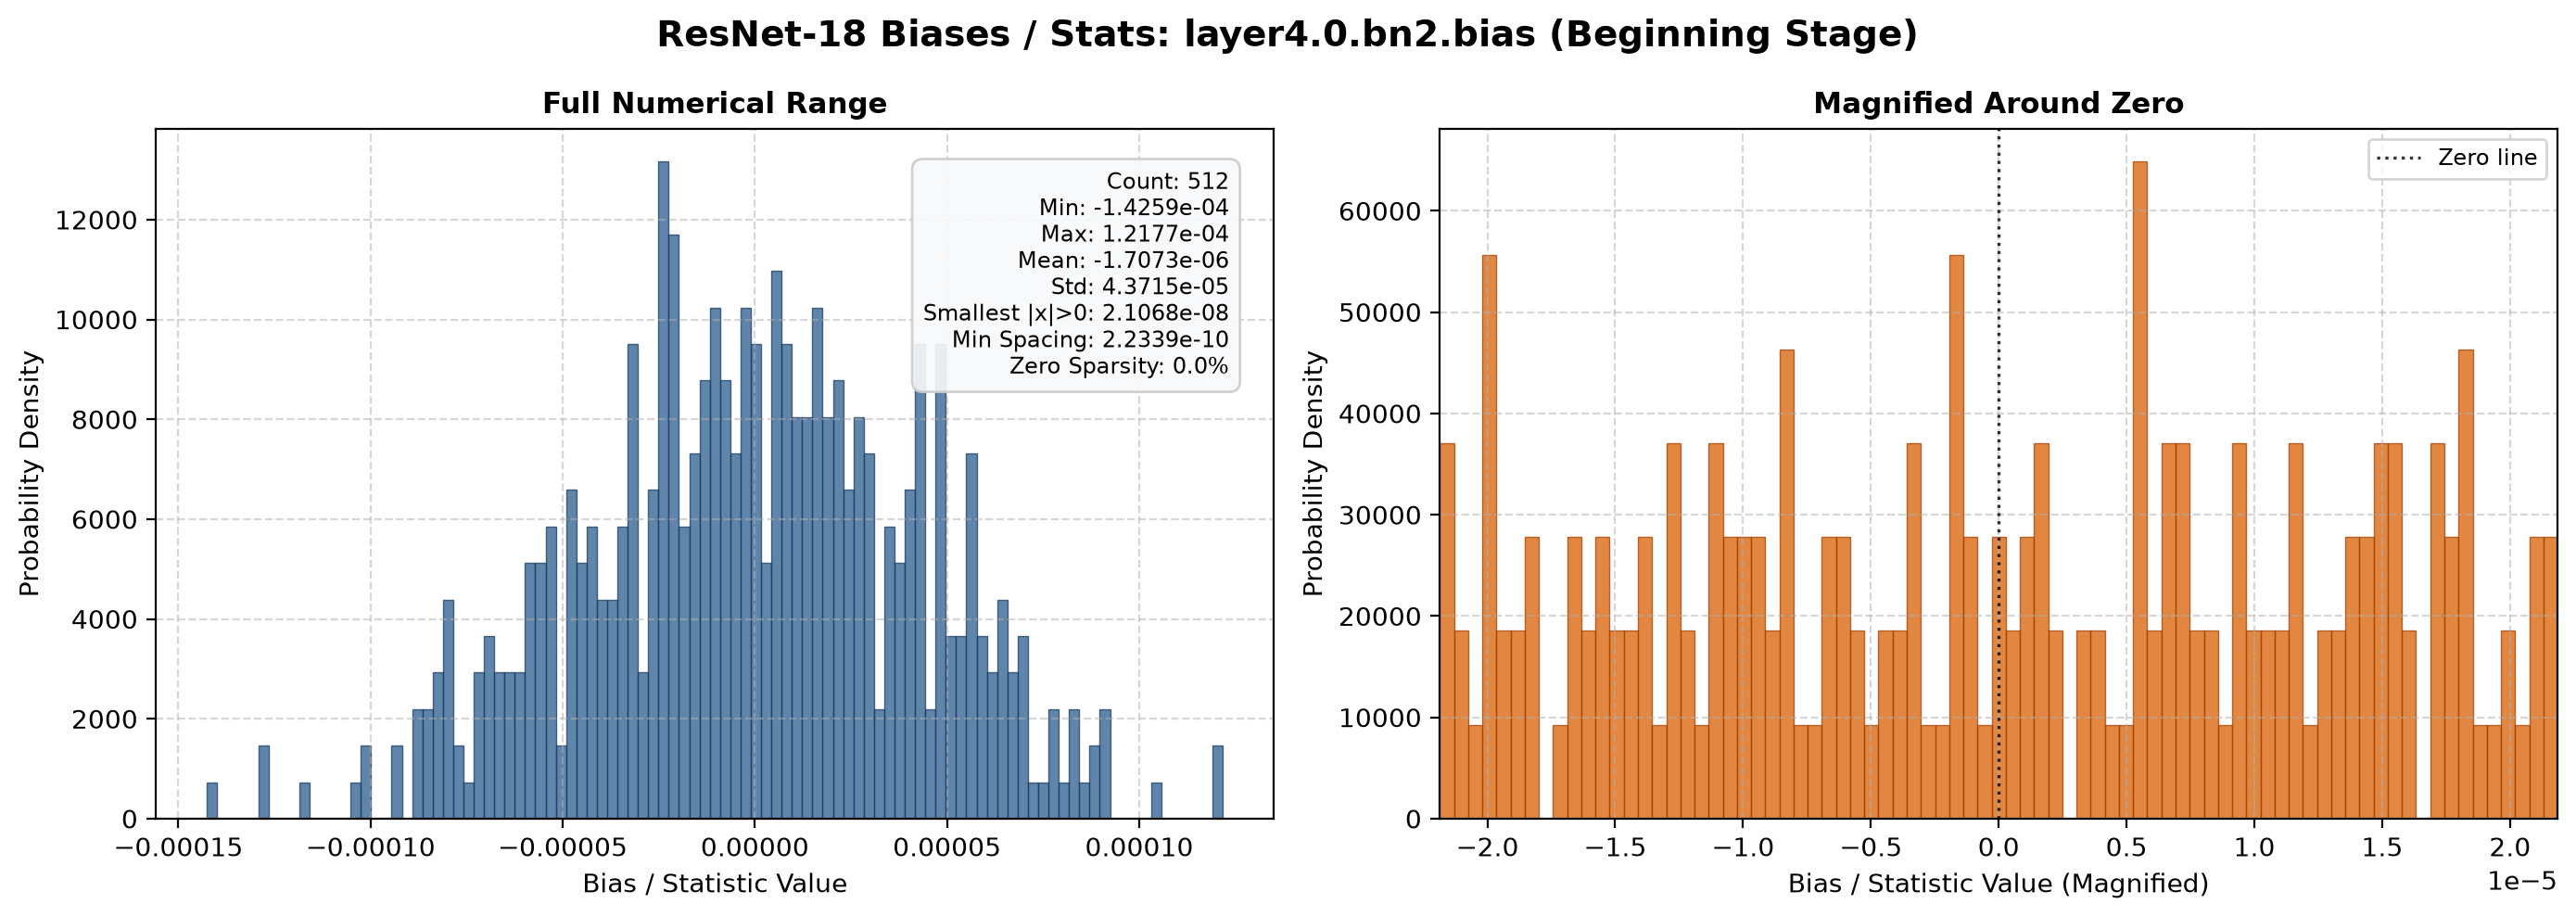 ResNet-18 Biases / Stats: layer4.0.bn2.bias (Beginning Stage)
Full Numerical Range
Probability Density
12000
10000
8000
6000
4000
2000
0
Count: 512
Min: -1.4259e-04
Max: 1.2177e-04
Mean: -1.7073e-06
Std: 4.3715e-05
Smallest |x|>0: 2.1068e-08
Min Spacing: 2.2339e-10
Zero Sparsity: 0.0%
−0.00015 −0.00010 −0.00005 0.00000 0.00005 0.00010
Bias / Statistic Value
Magnified Around Zero
Probability Density
60000
50000
40000
30000
20000
10000
0
Zero line
−2.0 −1.5 −1.0 −0.5 0.0 0.5 1.0 1.5 2.0
1e−5
Bias / Statistic Value (Magnified)